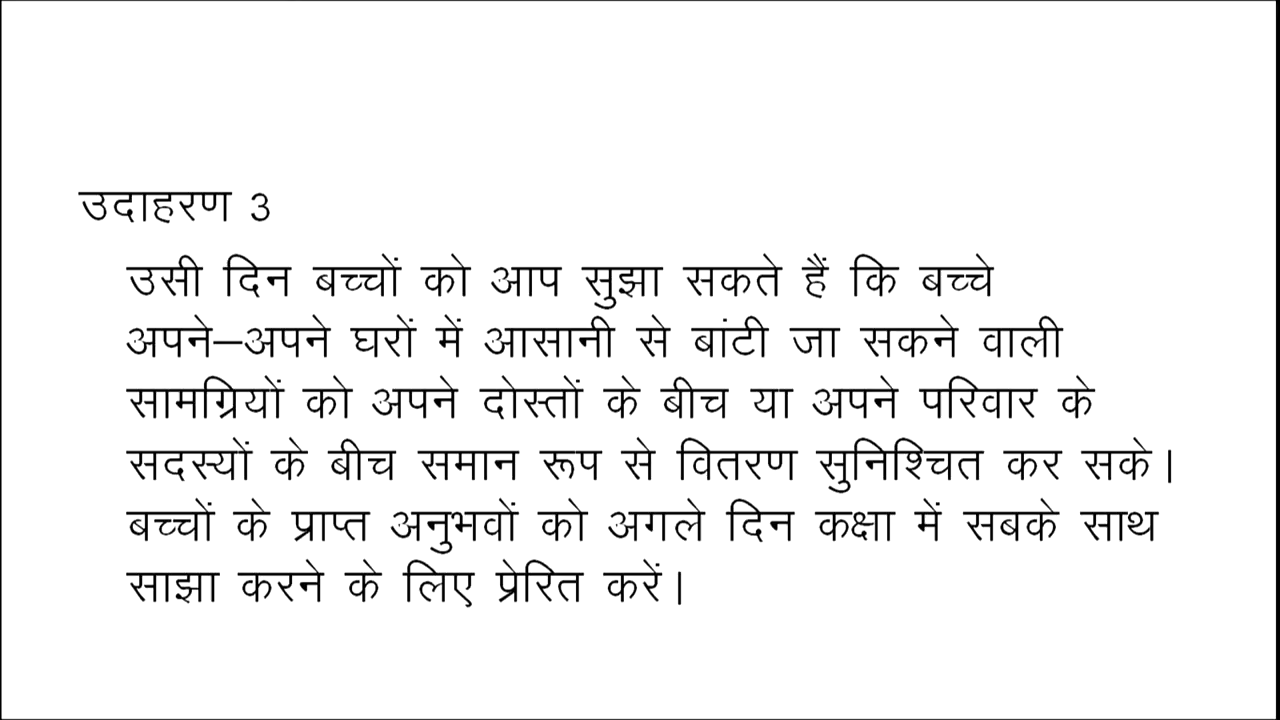 उदाहरण 3
उसी दिन बच्चों को आप सुझा सकते हैं कि बच्चे
अपने–अपने घरों में आसानी से बांटी जा सकने वाली
सामग्रियों को अपने दोस्तों के बीच या अपने परिवार के
सदस्यों के बीच समान रूप से वितरण सुनिश्चित कर सके।
बच्चों के प्राप्त अनुभवों को अगले दिन कक्षा में सबके साथ
साझा करने के लिए प्रेरित करें।